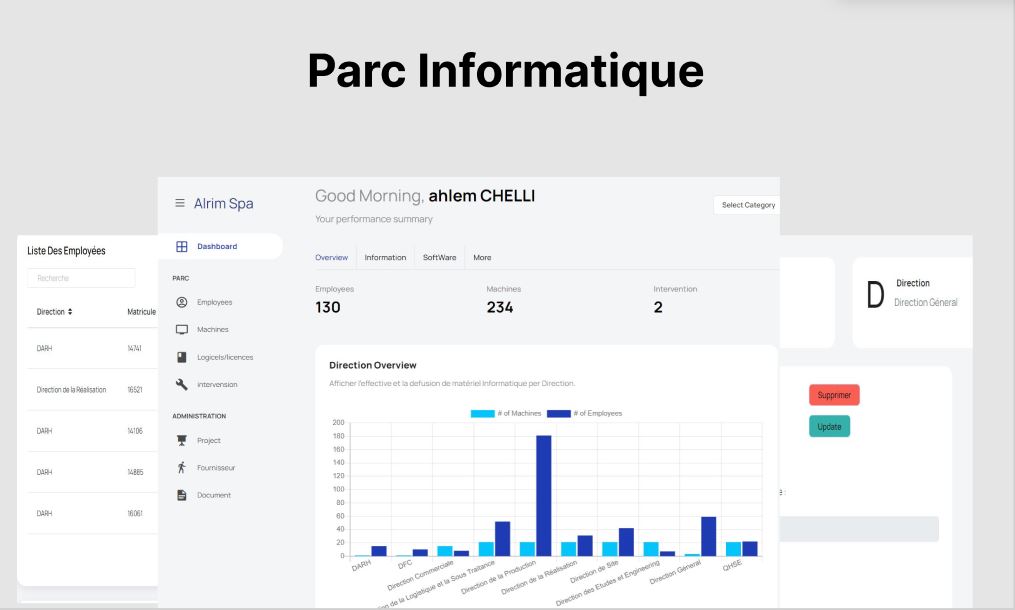 Parc Informatique
Liste Des Employées
Recherche
Direction Matricule
DARH 14741
Direction de la Réalisation 16521
DARH 14106
DARH 14885
DARH 16061
Alrim Spa
Dashboard
PARC
Employees
Machines
Logicels/licences
intervension
ADMINISTRATION
Project
Fournisseur
Document
Good Morning, ahlem CHELLI
Your performance summary
Select Category
Overview Information SoftWare More
Employees Machines Intervention
130 234 2
Direction Overview
Afficher l'effective et la defusion de matériel Informatique par Direction.
# of Machines # of Employees
200
180
160
140
120
100
80
60
40
20
0
DARH
DFC
Direction Commerciale
on de la Logistique et la Sous Traitance
Direction de la Production
Direction de la Réalisation
Direction de Site
Direction des Etudes et Engineering
Direction Géneral
QHSE
D
Direction
Direction Géneral
Supprimer
Update
e :